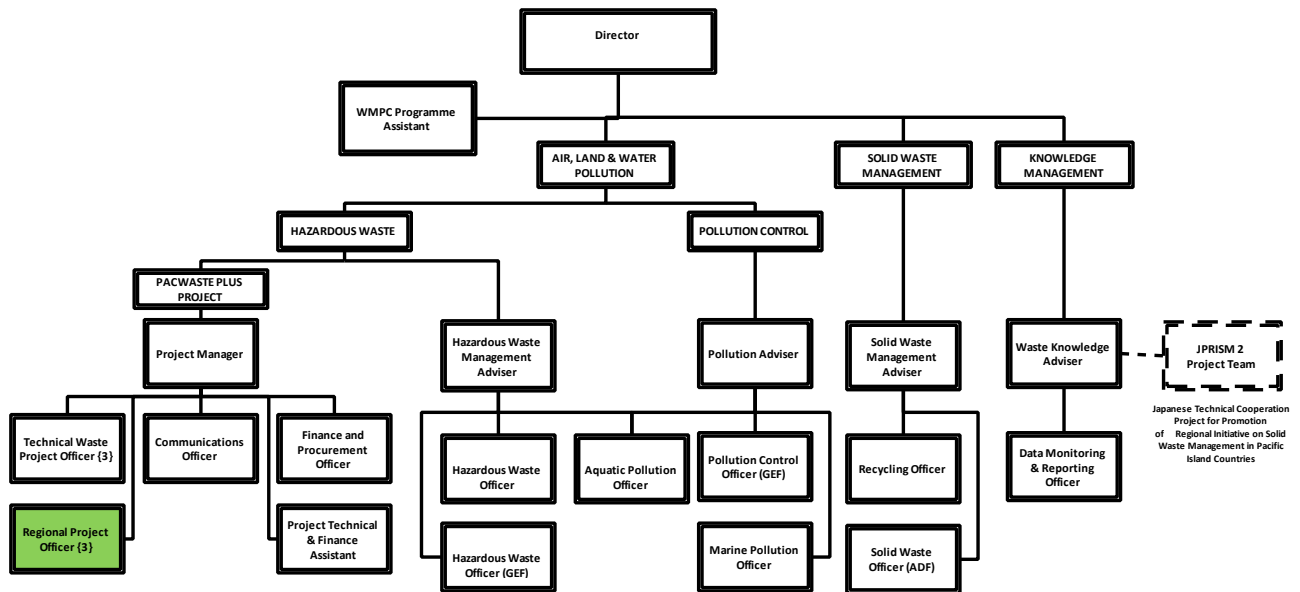 Director
WMPC Programme
Assistant
AIR, LAND & WATER
POLLUTION
SOLID WASTE
MANAGEMENT
KNOWLEDGE
MANAGEMENT
HAZARDOUS WASTE
POLLUTION CONTROL
PACWASTE PLUS
PROJECT
Project Manager
Hazardous Waste
Management
Adviser
Pollution Adviser
Solid Waste
Management
Adviser
Waste Knowledge
Adviser
JPRISM 2
Project Team
Japanese Technical Cooperation
Project for Promotion
of Regional Initiative on Solid
Waste Management in Pacific
Island Countries
Technical Waste
Project Officer {3}
Communications
Officer
Finance and
Procurement
Officer
Hazardous Waste
Officer
Aquatic Pollution
Officer
Pollution Control
Officer (GEF)
Recycling Officer
Data Monitoring
& Reporting
Officer
Regional Project
Officer {3}
Project Technical
& Finance
Assistant
Hazardous Waste
Officer (GEF)
Marine Pollution
Officer
Solid Waste
Officer (ADF)